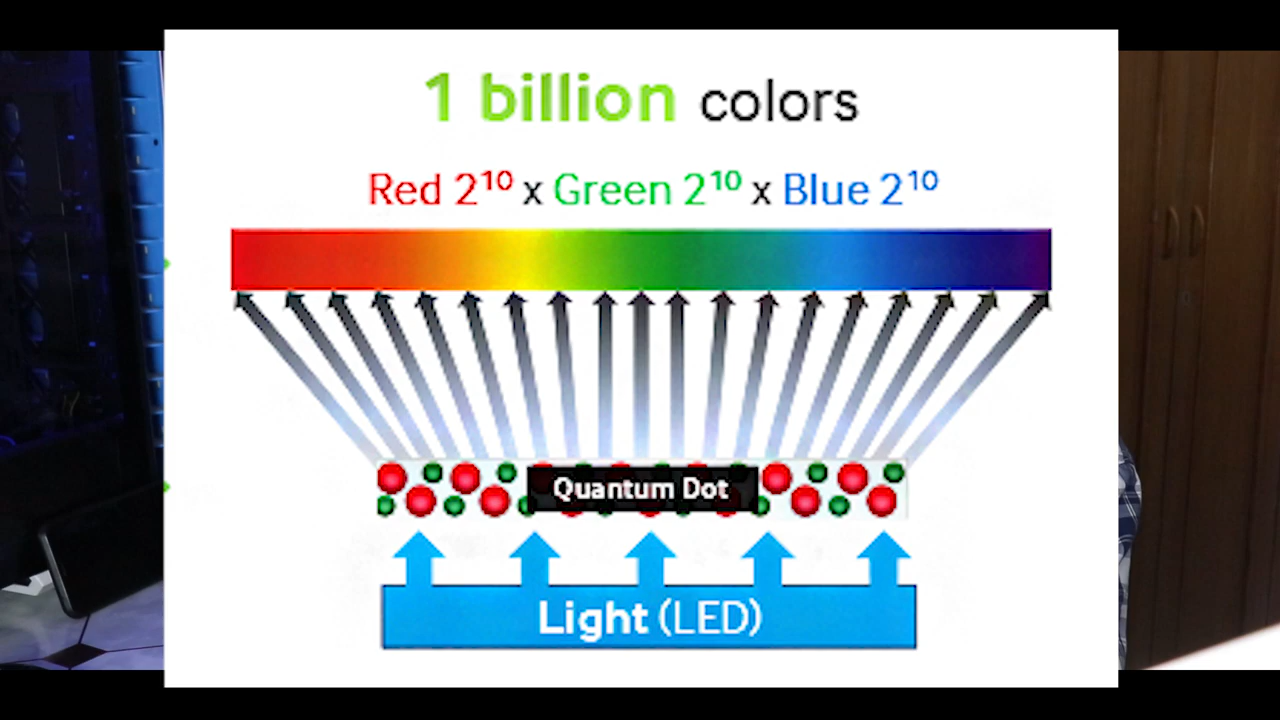 1 billion colors
Red 2¹⁰ x Green 2¹⁰ x Blue 2¹⁰
Quantum Dot
Light (LED)